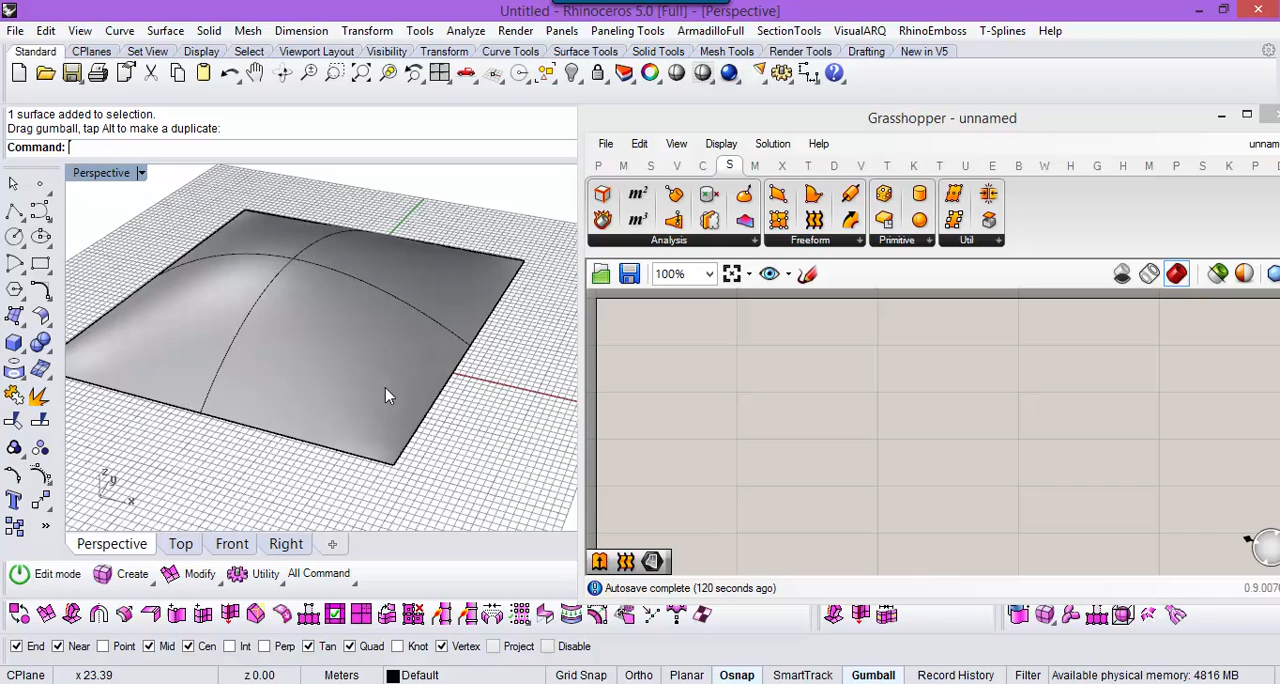 Untitled - Rhinoceros 5.0 [Full] - [Perspective]
File Edit View Curve Surface Solid Mesh Dimension Transform Tools Analyze Render Panels Paneling Tools ArmadilloFull SectionTools VisualARQ RhinoEmboss T-Splines Help
Standard CPlanes Set View Display Select Viewport Layout Visibility Transform Curve Tools Surface Tools Solid Tools Mesh Tools Render Tools Drafting New in V5
1 surface added to selection.
Drag gumball, tap Alt to make a duplicate:
Command:
Perspective
z
y
x
Perspective Top Front Right
Grasshopper - unnamed
File Edit View Display Solution Help unnam
P M S V C S M X T D V P T K T U E B W H G H M P S K P
m²
m³
Analysis Freeform Primitive Util
100%
Autosave complete (120 seconds ago) 0.9.007
Edit mode Create Modify Utility All Command
End Near Point Mid Cen Int Perp Tan Quad Knot Vertex Project Disable
CPlane x 23.39 z 0.00 Meters Default Grid Snap Ortho Planar Osnap SmartTrack Gumball Record History Filter Available physical memory: 4816 MB